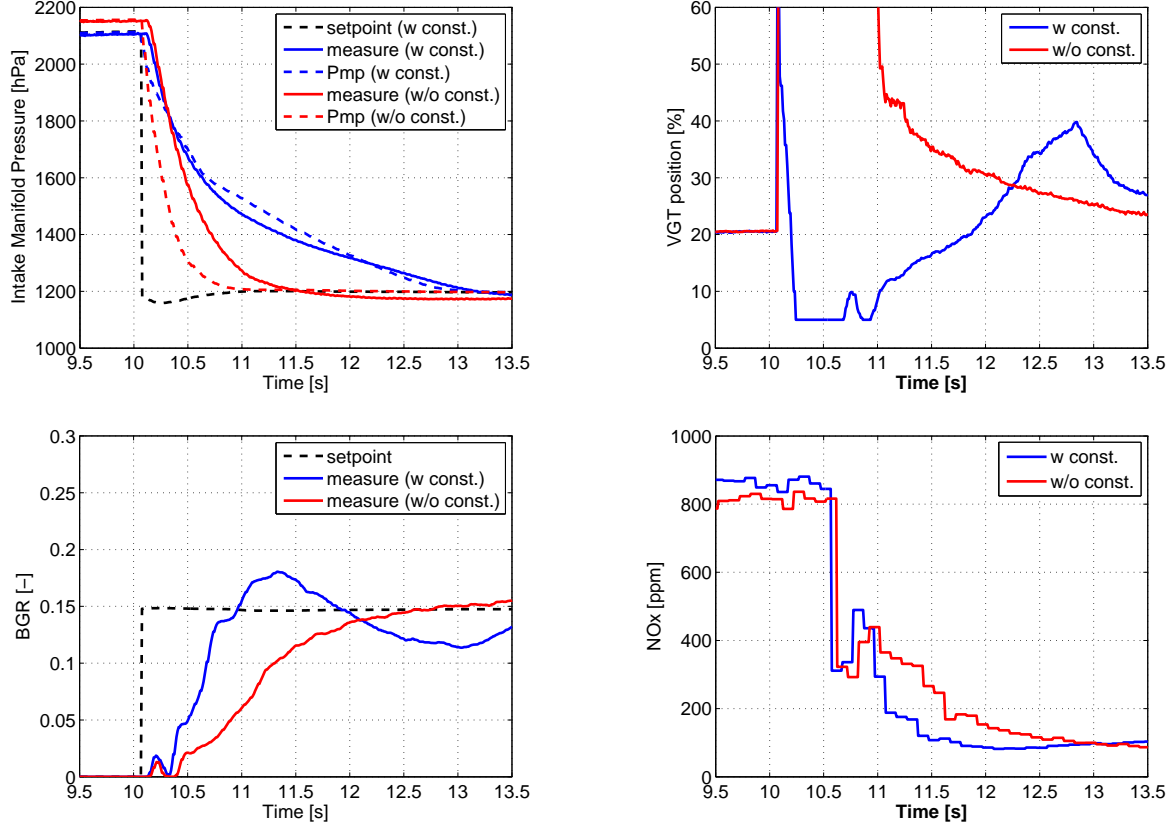 Intake Manifold Pressure [hPa]
2200
2000
1800
1600
1400
1200
1000
9.5 10 10.5 11 11.5 12 12.5 13 13.5
Time [s]
setpoint (w const.)
measure (w const.)
Pmp (w const.)
measure (w/o const.)
Pmp (w/o const.)
VGT position [%]
60
50
40
30
20
10
0
9.5 10 10.5 11 11.5 12 12.5 13 13.5
Time [s]
w const.
w/o const.
BGR [–]
0.3
0.25
0.2
0.15
0.1
0.05
0
9.5 10 10.5 11 11.5 12 12.5 13 13.5
Time [s]
setpoint
measure (w const.)
measure (w/o const.)
NOx [ppm]
1000
800
600
400
200
0
9.5 10 10.5 11 11.5 12 12.5 13 13.5
Time [s]
w const.
w/o const.